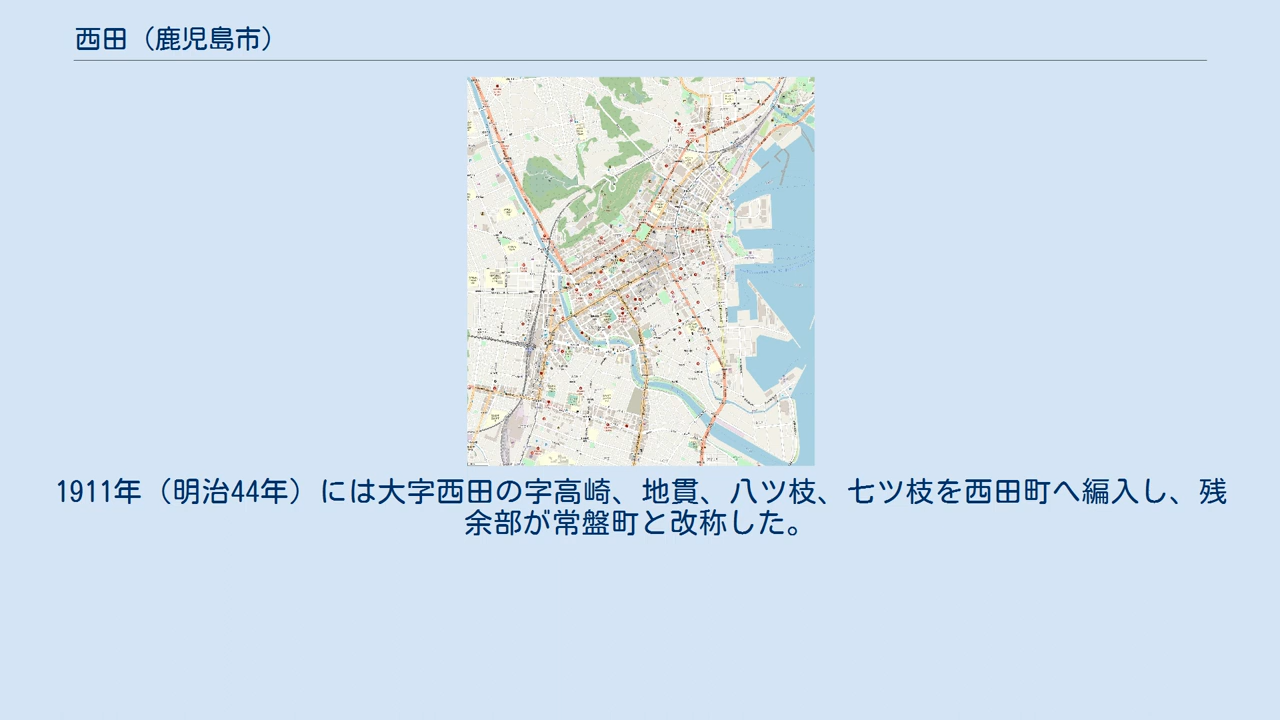 西田（鹿児島市）
1911年（明治44年）には大字西田の字高崎、地貫、八ツ枝、七ツ枝を西田町へ編入し、残
余部が常盤町と改称した。